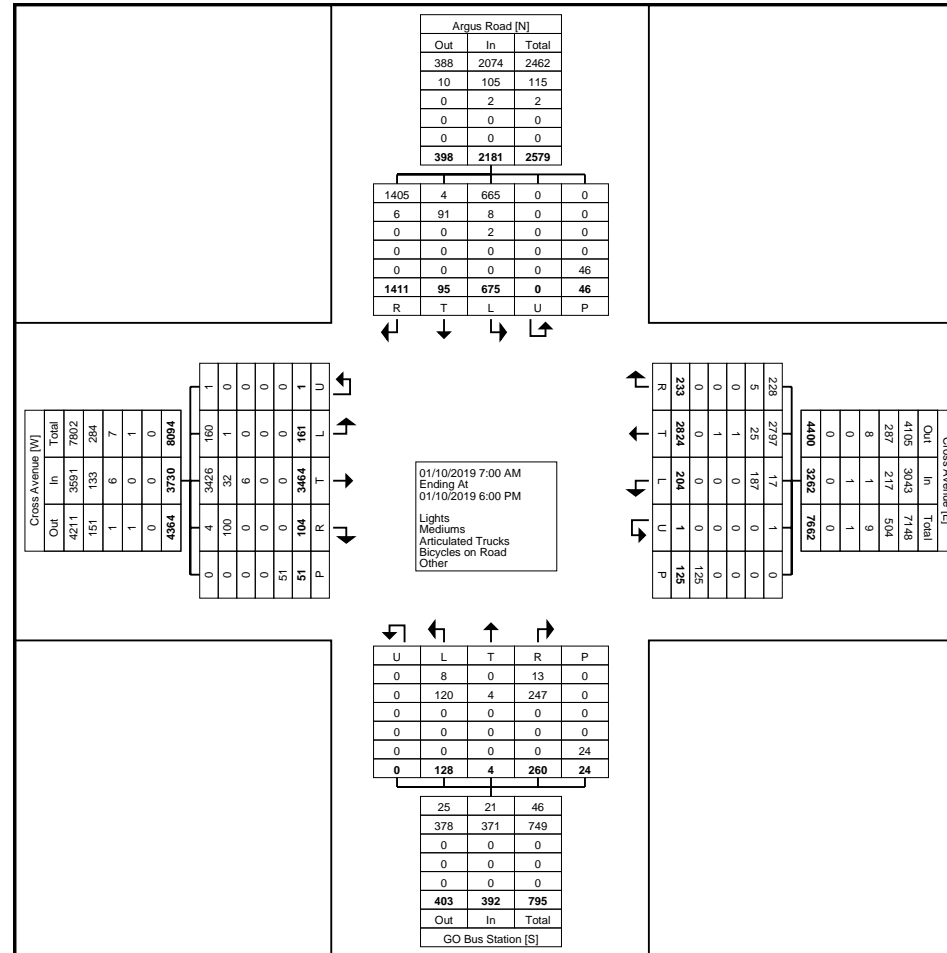 Argus Road [N]
Out In Total
388 2074 2462
10 105 115
0 2 2
0 0 0
0 0 0
398 2181 2579
1405 4 665 0 0
6 91 8 0 0
0 0 2 0 0
0 0 0 0 0
0 0 0 0 46
1411 95 675 0 46
R T L U P
Cross Avenue [W]
Out In Total
4211 3591 7802
151 133 284
1 6 7
1 0 1
0 0 0
4364 3730 8094
0 4 3426 160 1
0 100 32 1 0
0 0 6 0 0
0 0 0 0 0
51 0 0 0 0
51 104 3464 161 1
P R T L U
01/10/2019 7:00 AM
Ending At
01/10/2019 6:00 PM
Lights
Mediums
Articulated Trucks
Bicycles on Road
Other
Cross Avenue [E]
Out In Total
4105 3043 7148
287 217 504
8 1 9
0 1 1
0 0 0
4400 3262 7662
228 2797 17 1 0
5 25 187 0 0
0 1 0 0 0
0 1 0 0 0
0 0 0 0 125
233 2824 204 1 125
R T L U P
U L T R P
0 8 0 13 0
0 120 4 247 0
0 0 0 0 0
0 0 0 0 0
0 0 0 0 24
0 128 4 260 24
25 21 46
378 371 749
0 0 0
0 0 0
0 0 0
403 392 795
Out In Total
GO Bus Station [S]